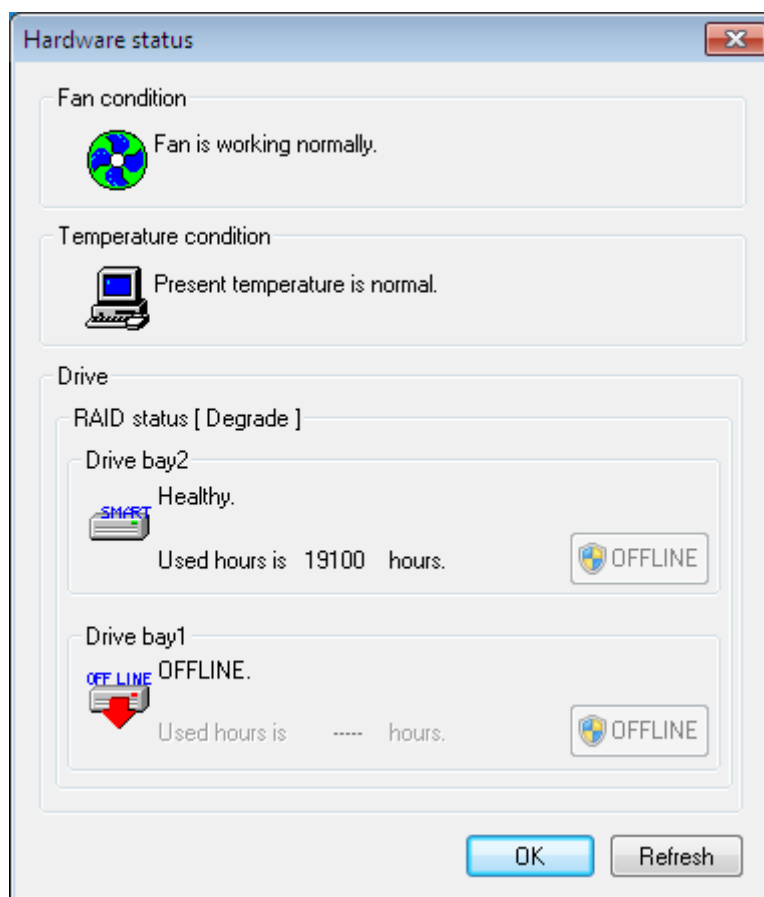 Hardware status
Fan condition
Fan is working normally.
Temperature condition
Present temperature is normal.
Drive
RAID status [ Degrade ]
Drive bay2
SMART
Healthy.
Used hours is 19100 hours.
OFFLINE
Drive bay1
OFF LINE
OFFLINE.
Used hours is ----- hours.
OFFLINE
OK
Refresh